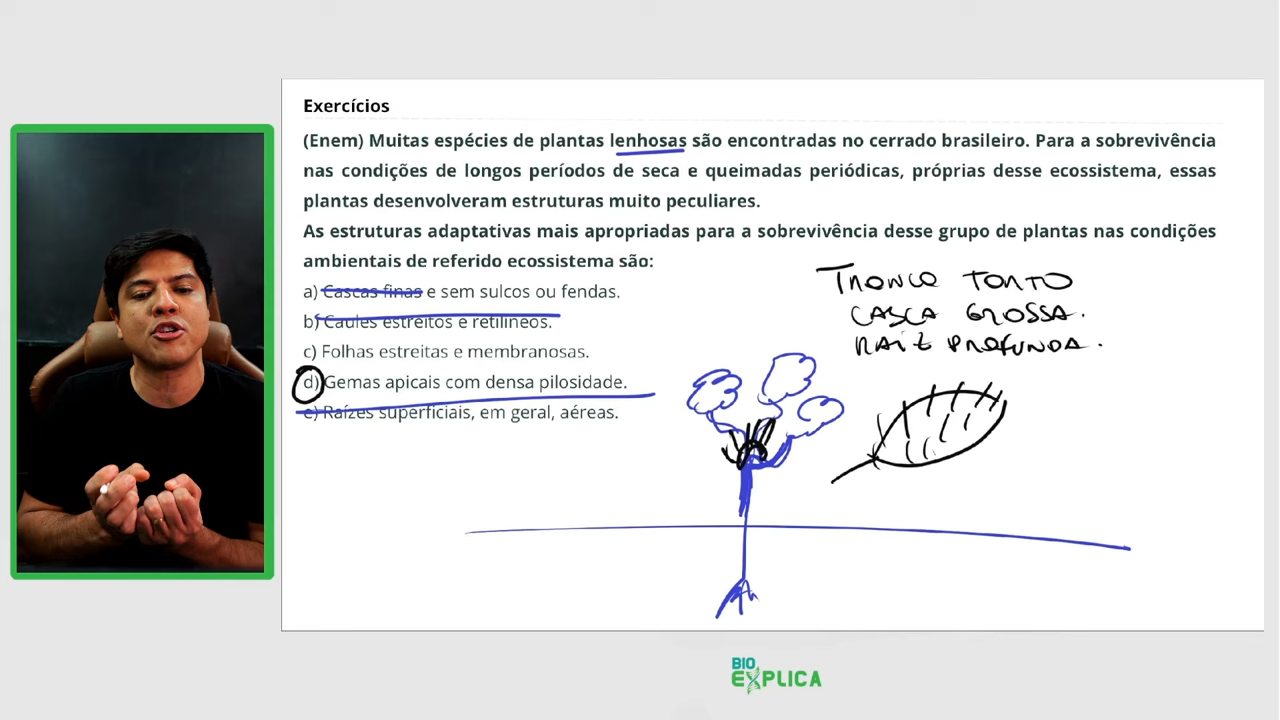 Exercícios
(Enem) Muitas espécies de plantas lenhosas são encontradas no cerrado brasileiro. Para a sobrevivência
nas condições de longos períodos de seca e queimadas periódicas, próprias desse ecossistema, essas
plantas desenvolveram estruturas muito peculiares.
As estruturas adaptativas mais apropriadas para a sobrevivência desse grupo de plantas nas condições
ambientais de referido ecossistema são:
a) Cascas finas e sem sulcos ou fendas.
b) Caules estreitos e retilíneos.
c) Folhas estreitas e membranosas.
d) Gemas apicais com densa pilosidade.
e) Raízes superficiais, em geral, aéreas.
TRONCO TORTO
CASCA GROSSA.
RAIZ PROFUNDA.
BIO
EXPLICA